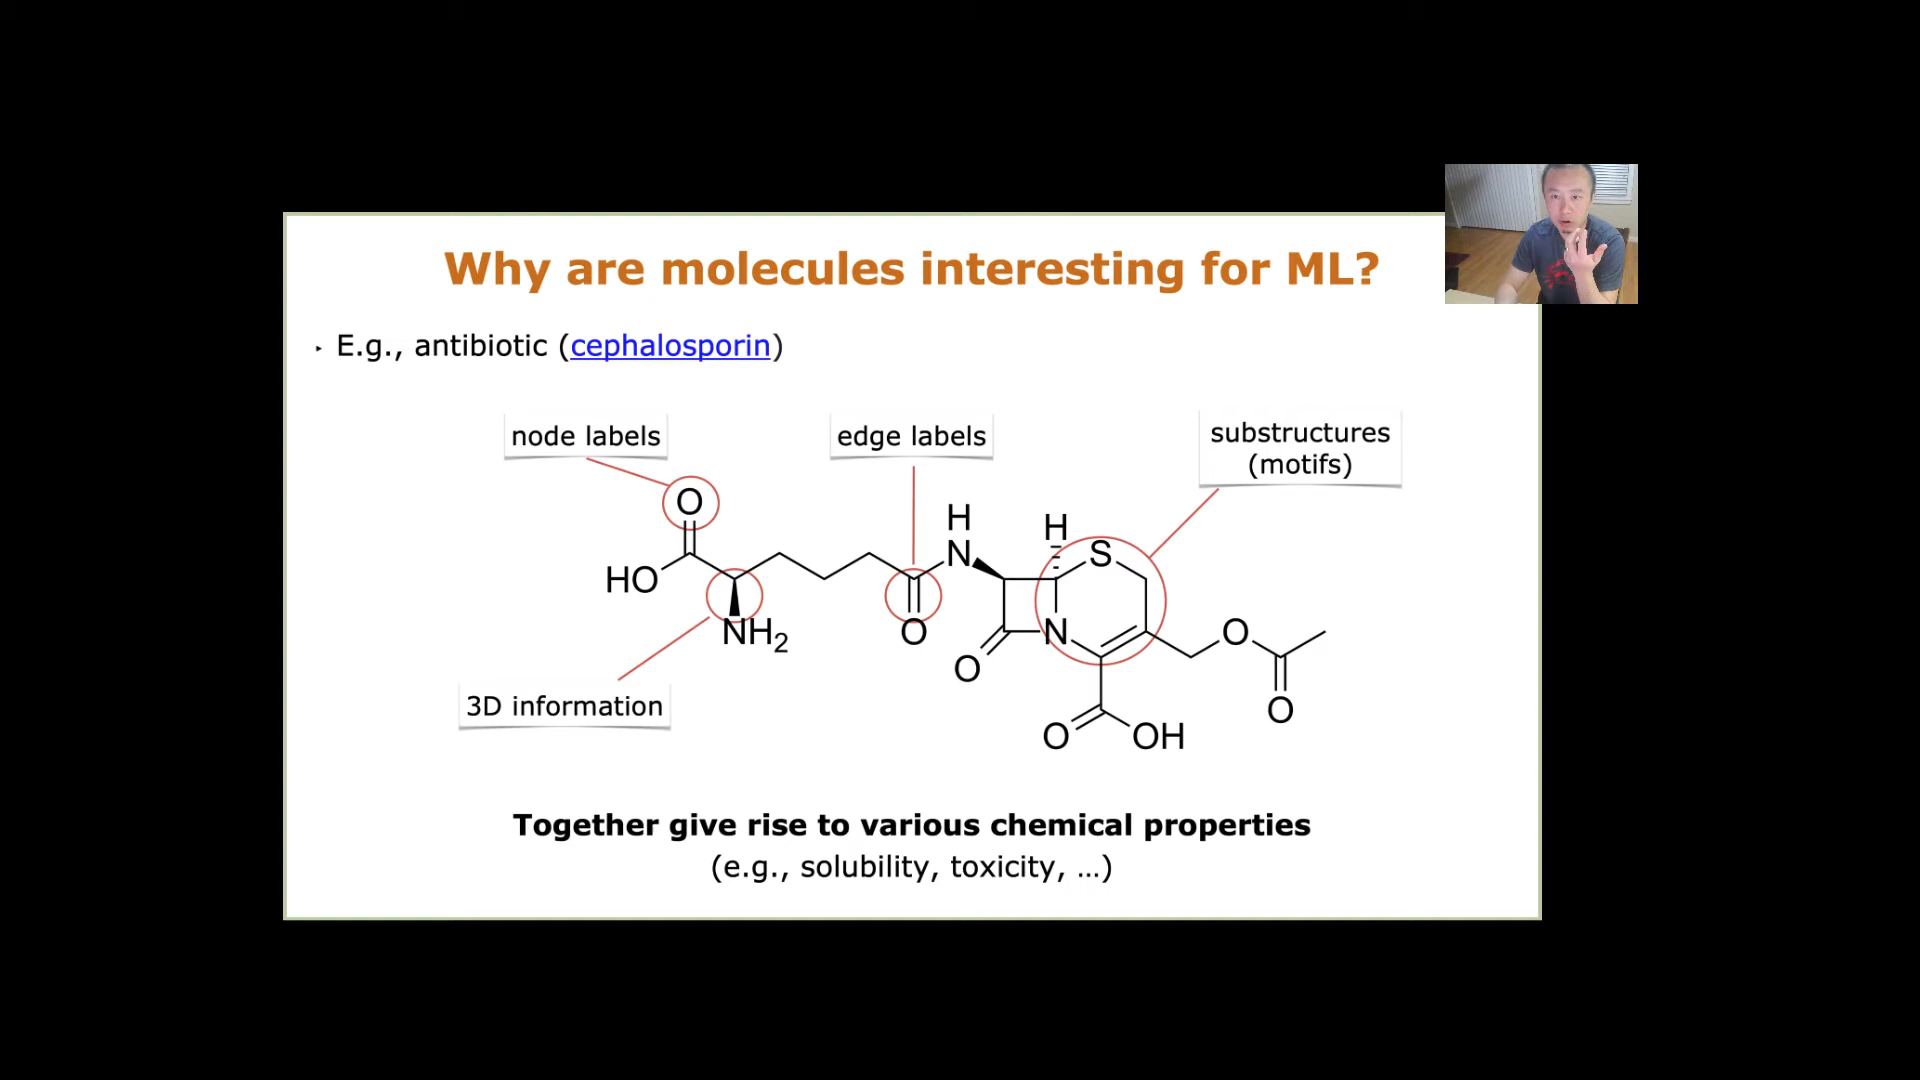 Why are molecules interesting for ML?
‣ E.g., antibiotic (cephalosporin)
node labels
edge labels
substructures
(motifs)
O
H
H
HO
N
S
NH2
O
N
O
O
O
O
OH
3D information
Together give rise to various chemical properties
(e.g., solubility, toxicity, ...)